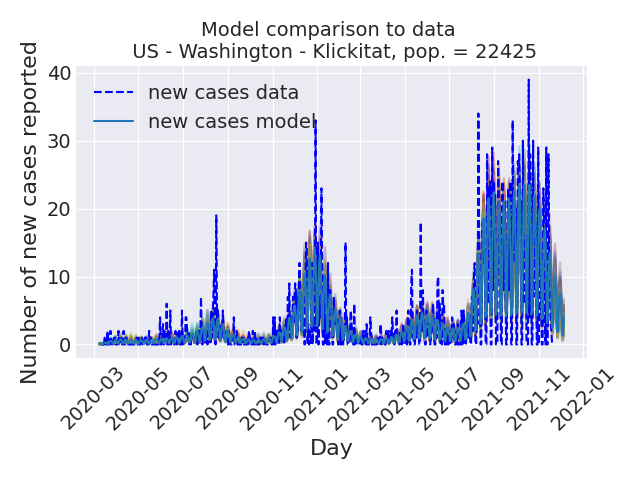 Model comparison to data
US - Washington - Klickitat, pop. = 22425
Number of new cases reported
40
30
20
10
0
new cases data
new cases model
2020-03
2020-05
2020-07
2020-09
2020-11
2021-01
2021-03
2021-05
2021-07
2021-09
2021-11
2022-01
Day